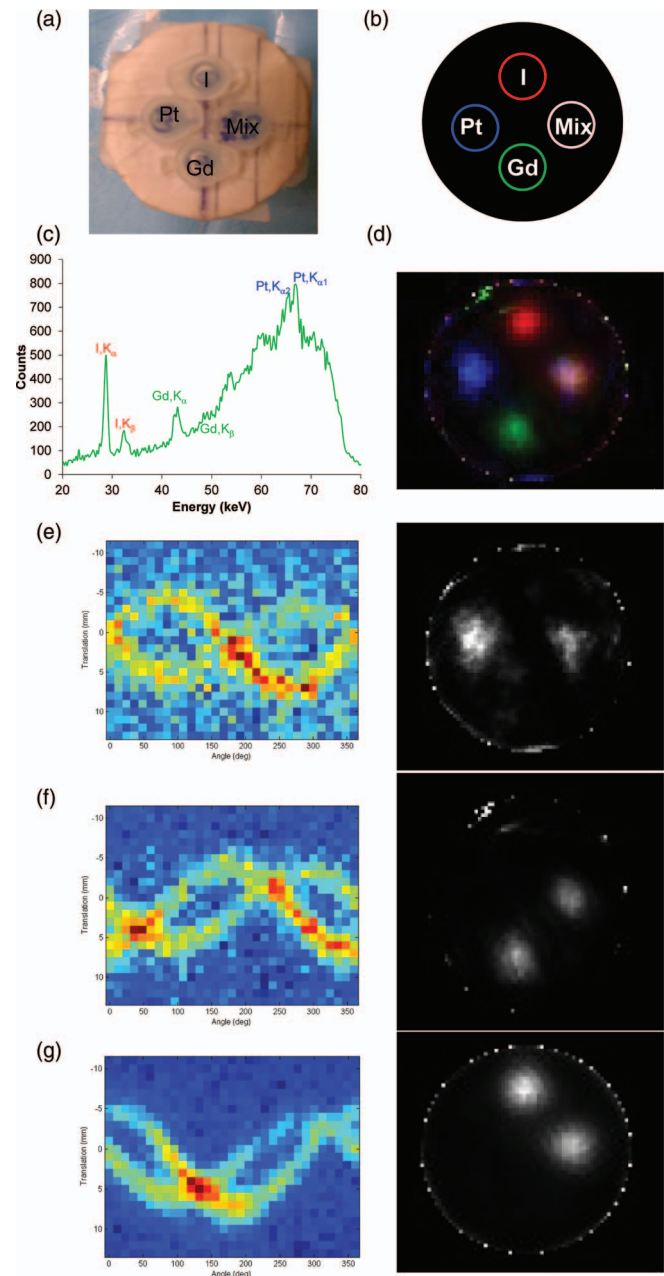 (a)
I
Pt
Mix
Gd
(b)
I
Pt
Mix
Gd
(c)
900
800
700
600
500
400
300
200
100
0
Counts
I,Kα
I,Kβ
Gd,Kα
Gd,Kβ
Pt,Kα2
Pt,Kα1
20 30 40 50 60 70 80
Energy (keV)
(d)
(e)
-10
-5
0
5
10
Translation (mm)
0 50 100 150 200 250 300 350
Angle (deg)
(f)
-10
-5
0
5
10
Translation (mm)
0 50 100 150 200 250 300 350
Angle (deg)
(g)
-10
-5
0
5
10
Translation (mm)
0 50 100 150 200 250 300 350
Angle (deg)